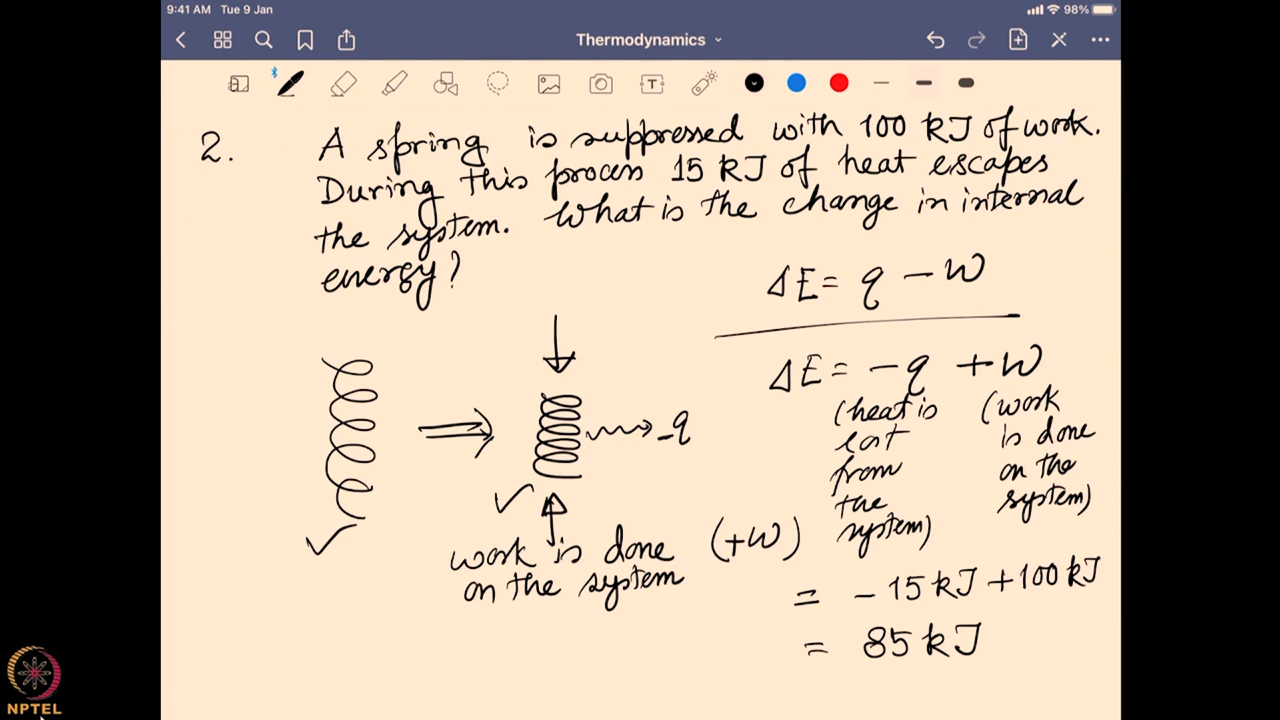 9:41 AM Tue 9 Jan
98%
Thermodynamics
T
2. A spring is suppressed with 100 kJ of work.
During this process 15 kJ of heat escapes
the system. What is the change in internal
energy?
ΔE = q - w
ΔE = -q + w
(heat is
lost
from
the
system)
(work
is done
on the
system)
-q
work is done (+w)
on the system
= - 15 kJ + 100 kJ
= 85 kJ
NPTEL